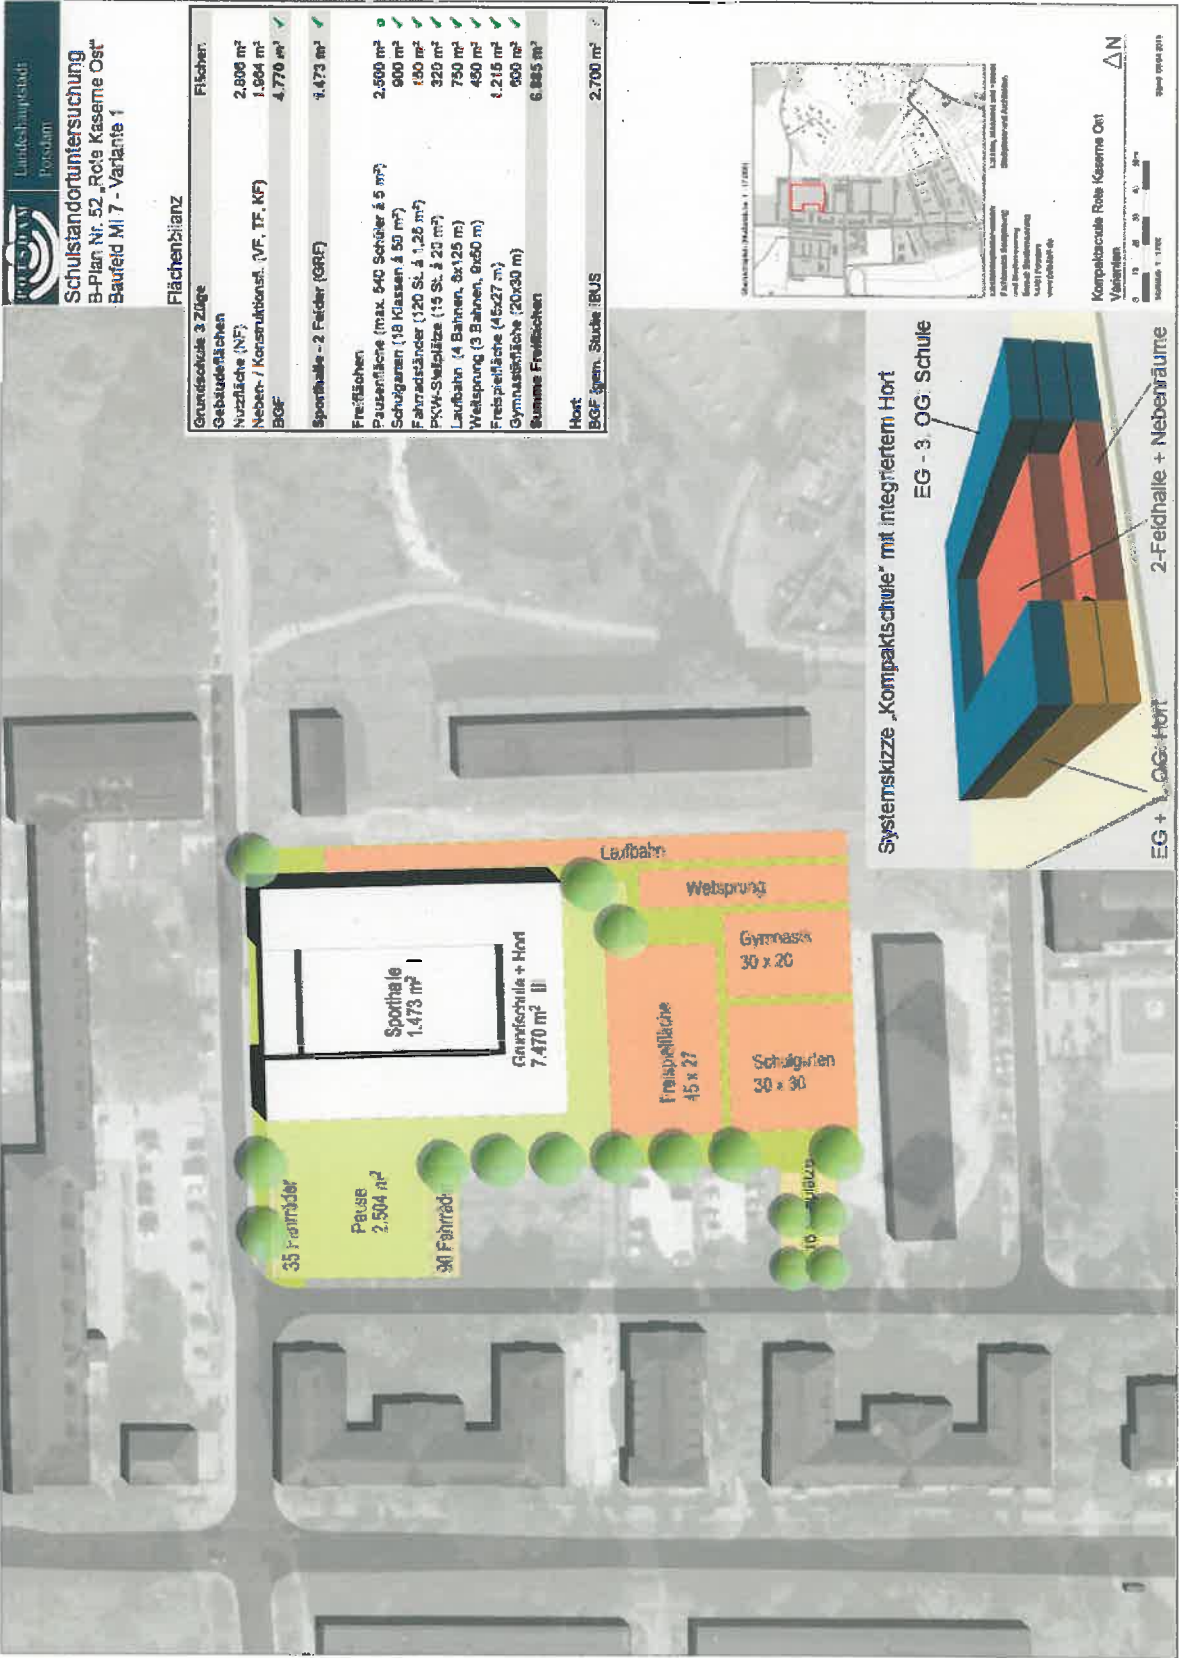 POTSDAM
Landeshauptstadt
Potsdam
Schulstandortuntersuchung
B-Plan Nr. 52 „Rote Kaserne Ost"
Baufeld MI 7 - Variante 1
Flächenbilanz
Grundschule 3 Züge Flächen
Gebäudeflächen
Nutzfläche (NF) 2.806 m²
Neben- / Konstruktionsfl. (VF, TF, KF) 1.964 m²
BGF 4.770 m² ✓
Sporthalle - 2 Felder (GRF) 1.473 m² ✓
Freiflächen
Pausenfläche (max. 540 Schüler à 5 m²) 2.500 m²
Schulgarten (18 Klassen à 50 m²) 900 m² ✓
Fahrradständer (120 St. à 1,25 m²) 150 m² ✓
PKW-Stellplätze (15 St. à 20 m²) 320 m² ✓
Laufbahn (4 Bahnen, 6x125 m) 750 m² ✓
Weitsprung (3 Bahnen, 9x50 m) 450 m² ✓
Freispielfläche (45x27 m) 1.215 m² ✓
Gymnastikfläche (20x30 m) 600 m² ✓
Summe Freiflächen 6.885 m²
Hort
BGF (gem. Studie IBUS 2.700 m² ✓
Laufbahn
Weitsprung
Gymnastik
30 x 20
Sporthalle
1.473 m²
Grundschule + Hort
7.470 m² III
Freispielfläche
45 x 27
Schulgarten
30 x 30
35 Fahrräder
Pause
2.504 m²
90 Fahrräder
Systemskizze „Kompaktschule" mit integriertem Hort
EG - 3. OG: Schule
2-Feldhalle + Nebenräume
EG + 1. OG: Hort
Kompaktschule Rote Kaserne Ost
Varianten
N